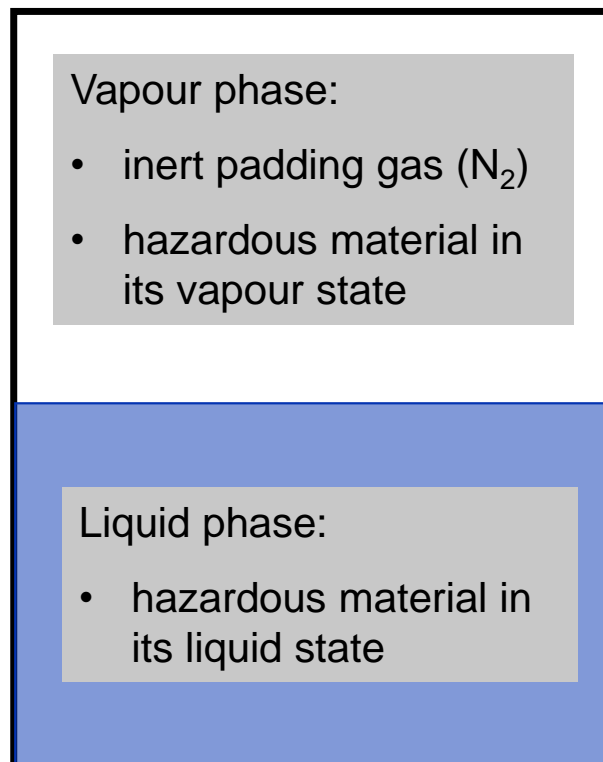 Vapour phase:
• inert padding gas (N₂)
• hazardous material in
its vapour state
Liquid phase:
• hazardous material in
its liquid state